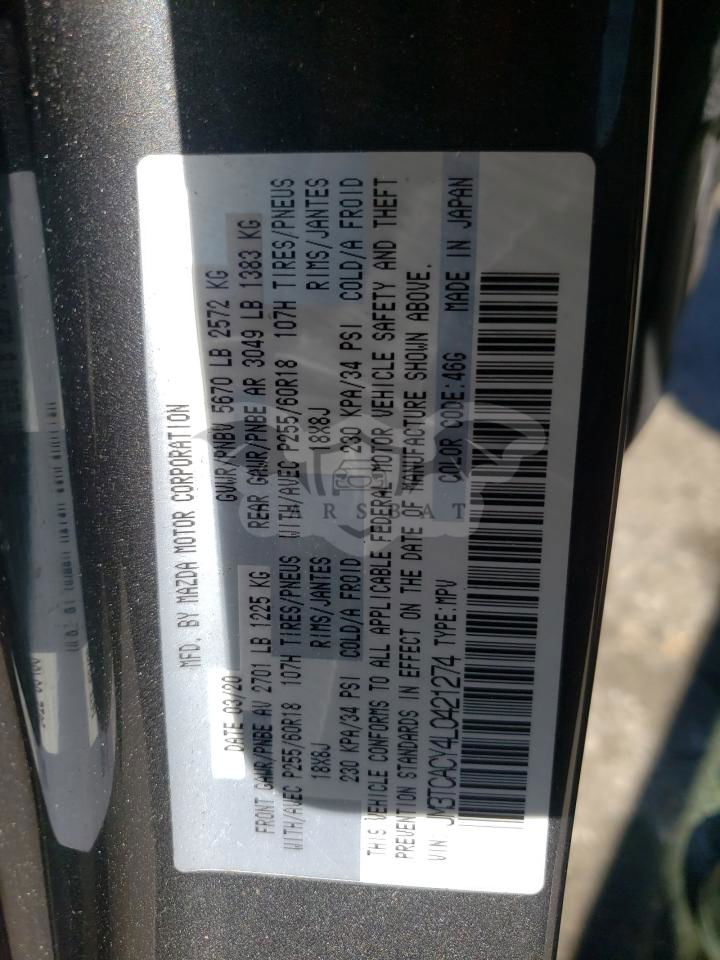 MFD. BY MAZDA MOTOR CORPORATION
DATE 03/20 GVWR/PNBV 5670 LB 2572 KG
FRONT GAWR/PNBE AV 2701 LB 1225 KG REAR GAWR/PNBE AR 3049 LB 1383 KG
WITH/AVEC P255/60R18 107H TIRES/PNEUS WITH/AVEC P255/60R18 107H TIRES/PNEUS
18X8J RIMS/JANTES 18X8J RIMS/JANTES
230 KPA/34 PSI COLD/A FROID 230 KPA/34 PSI COLD/A FROID
THIS VEHICLE CONFORMS TO ALL APPLICABLE FEDERAL MOTOR VEHICLE SAFETY AND THEFT
PREVENTION STANDARDS IN EFFECT ON THE DATE OF MANUFACTURE SHOWN ABOVE.
VIN JM3TCACY4L0421274 TYPE:MPV COLOR CODE:46G MADE IN JAPAN